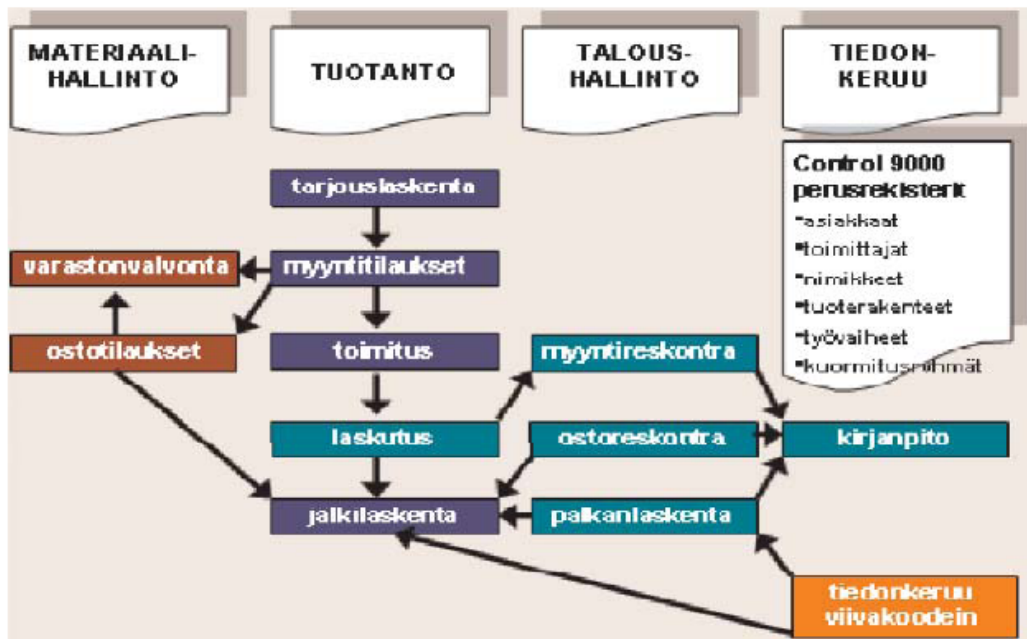 MATERIAALI-
HALLINTO
TUOTANTO
TALOUS-
HALLINTO
TIEDON-
KERUU
Control 9000
perusrekisterit
asiakkaat
toimittajat
nimikkeet
tuoterakenteet
työvaiheet
kuormitusryhmät
tarjouslaskenta
varastonvalvonta
myyntitilaukset
ostotilaukset
toimitus
myyntireskontra
laskutus
ostoreskontra
kirjanpito
jälkilaskenta
palkanlaskenta
tiedonkeruu
viivakoodein